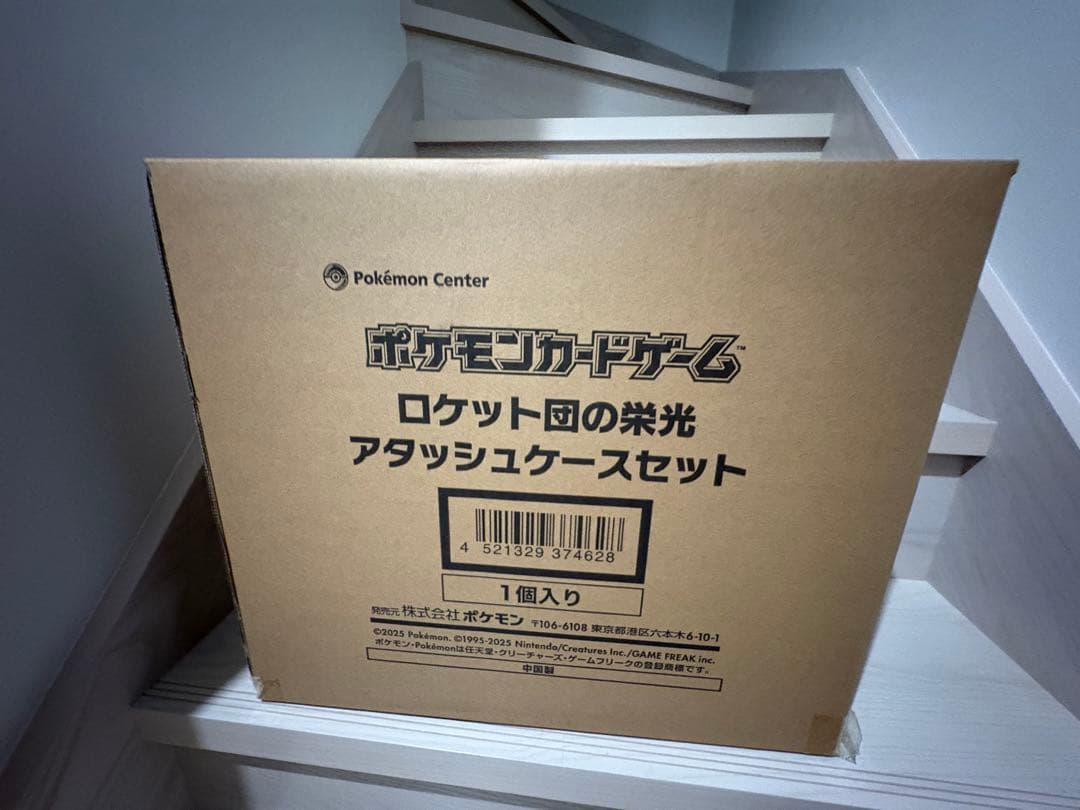 Pokémon Center
ポケモンカードゲーム™
ロケット団の栄光
アタッシュケースセット
4 521329 374628
1個入り
発売元 株式会社 ポケモン 〒106-6108 東京都港区六本木6-10-1
©2025 Pokémon. ©1995-2025 Nintendo/Creatures Inc./GAME FREAK inc.
ポケモン・Pokémonは任天堂・クリーチャーズ・ゲームフリークの登録商標です。
中国製